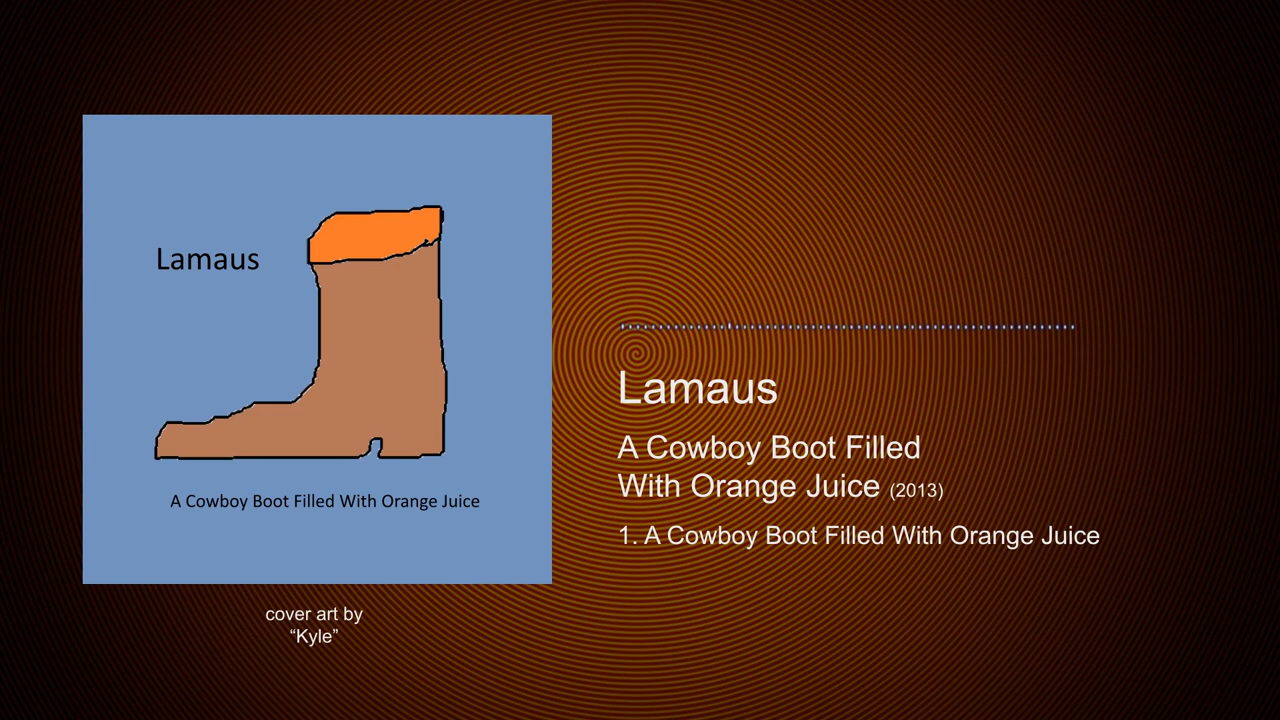 Lamaus
A Cowboy Boot Filled With Orange Juice
cover art by
“Kyle”
Lamaus
A Cowboy Boot Filled
With Orange Juice (2013)
1. A Cowboy Boot Filled With Orange Juice